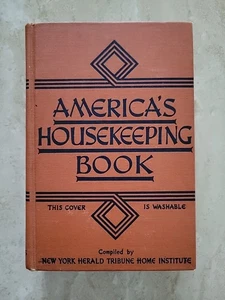 AMERICA'S
HOUSEKEEPING
BOOK
THIS COVER IS WASHABLE
Compiled by
NEW YORK HERALD TRIBUNE HOME INSTITUTE